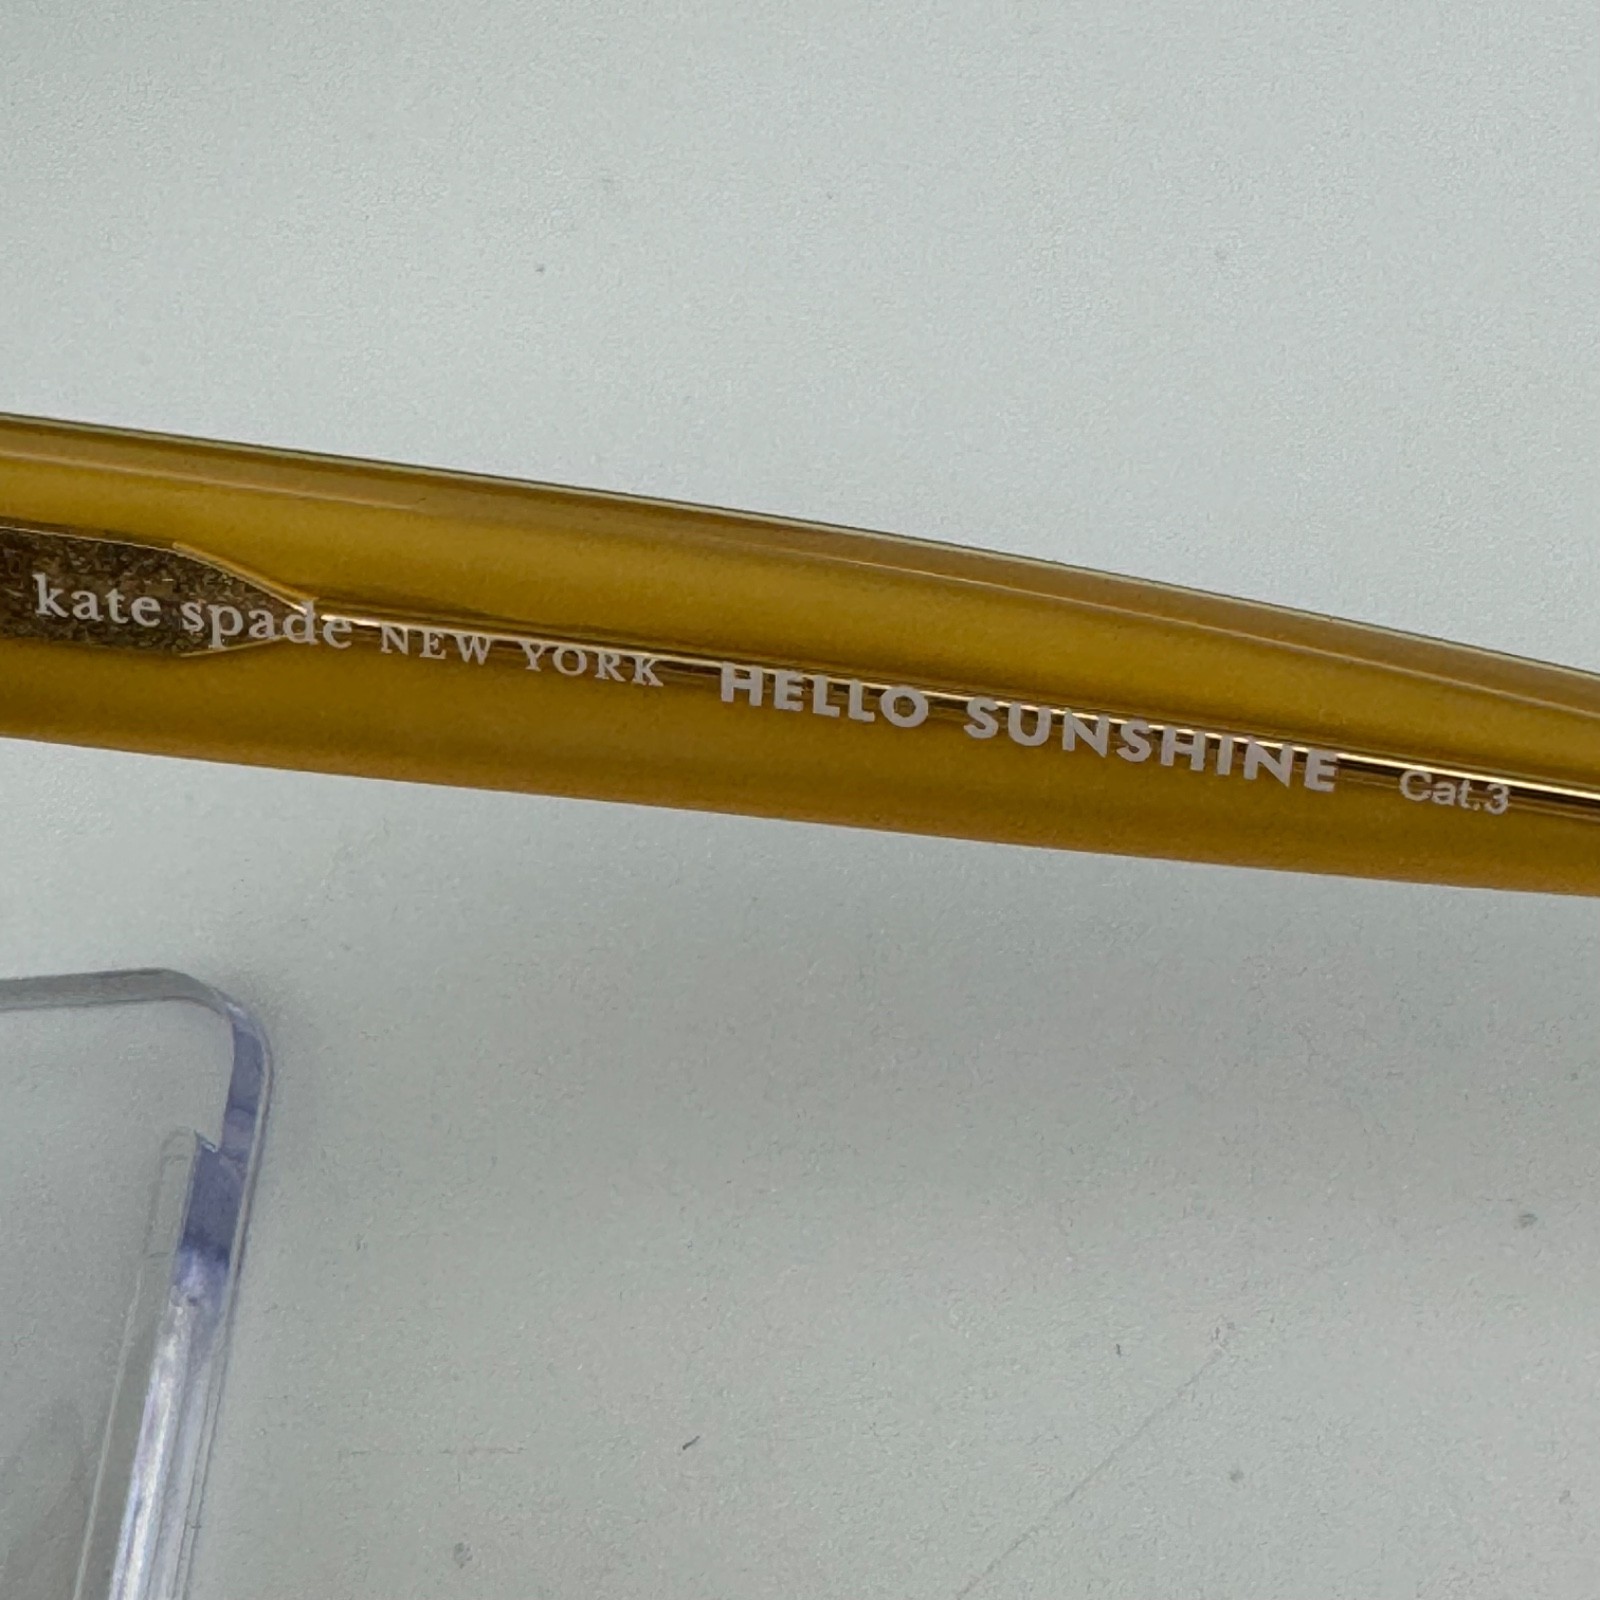 kate spade NEW YORK HELLO SUNSHINE Cat.3